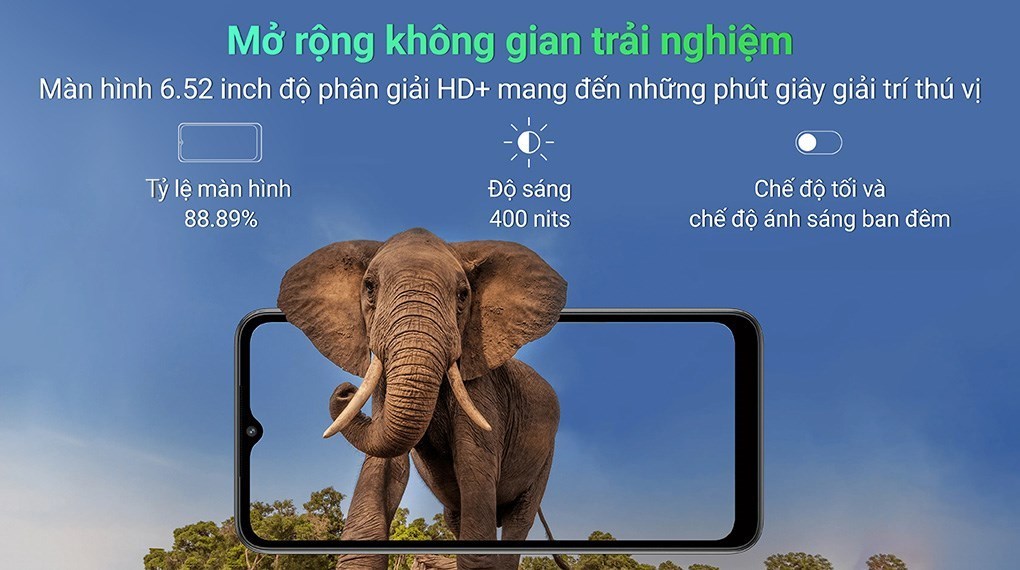 Mở rộng không gian trải nghiệm
Màn hình 6.52 inch độ phân giải HD+ mang đến những phút giây giải trí thú vị
Tỷ lệ màn hình
88.89%
Độ sáng
400 nits
Chế độ tối và
chế độ ánh sáng ban đêm